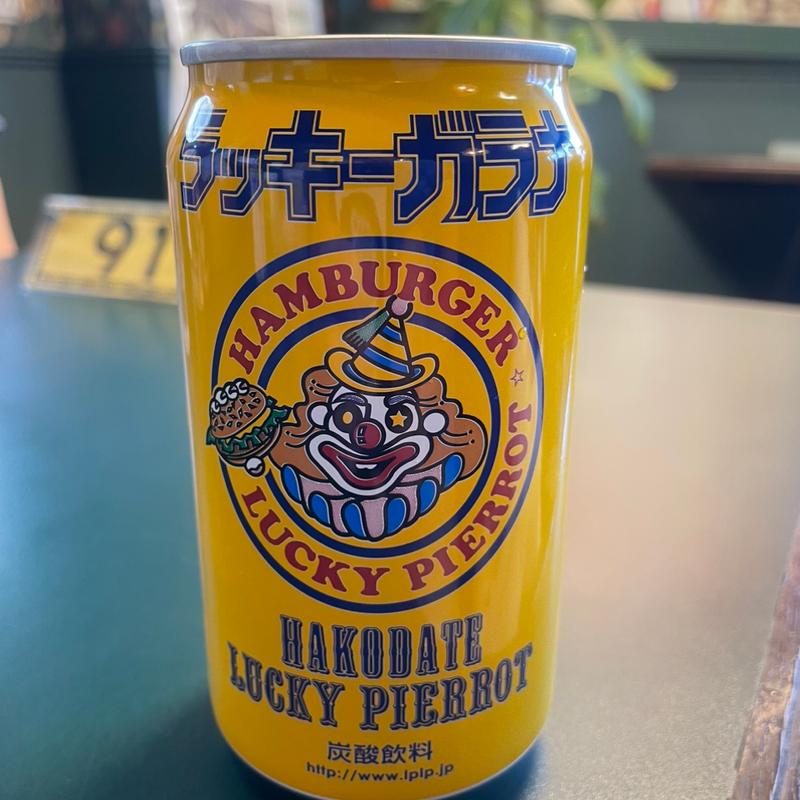 ラッキーガラナ
91
HAMBURGER
LUCKY PIERROT
HAKODATE
LUCKY PIERROT
炭酸飲料
http://www.lplp.jp